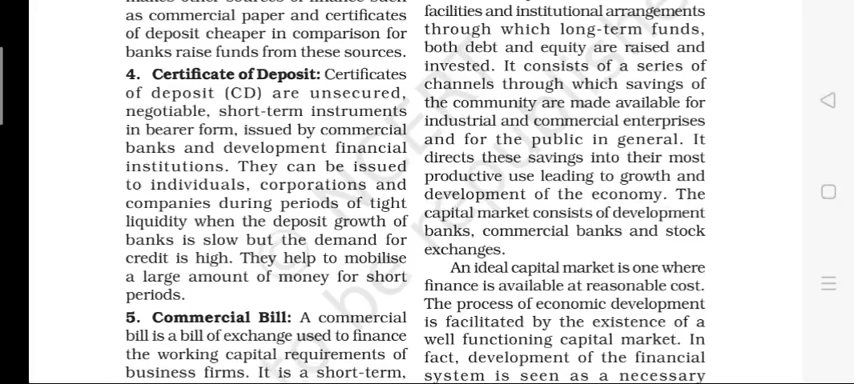 as commercial paper and certificates
of deposit cheaper in comparison for
banks raise funds from these sources.
4. Certificate of Deposit: Certificates
of deposit (CD) are unsecured,
negotiable, short-term instruments
in bearer form, issued by commercial
banks and development financial
institutions. They can be issued
to individuals, corporations and
companies during periods of tight
liquidity when the deposit growth of
banks is slow but the demand for
credit is high. They help to mobilise
a large amount of money for short
periods.
5. Commercial Bill: A commercial
bill is a bill of exchange used to finance
the working capital requirements of
business firms. It is a short-term,
facilities and institutional arrangements
through which long-term funds,
both debt and equity are raised and
invested. It consists of a series of
channels through which savings of
the community are made available for
industrial and commercial enterprises
and for the public in general. It
directs these savings into their most
productive use leading to growth and
development of the economy. The
capital market consists of development
banks, commercial banks and stock
exchanges.
An ideal capital market is one where
finance is available at reasonable cost.
The process of economic development
is facilitated by the existence of a
well functioning capital market. In
fact, development of the financial
system is seen as a necessary